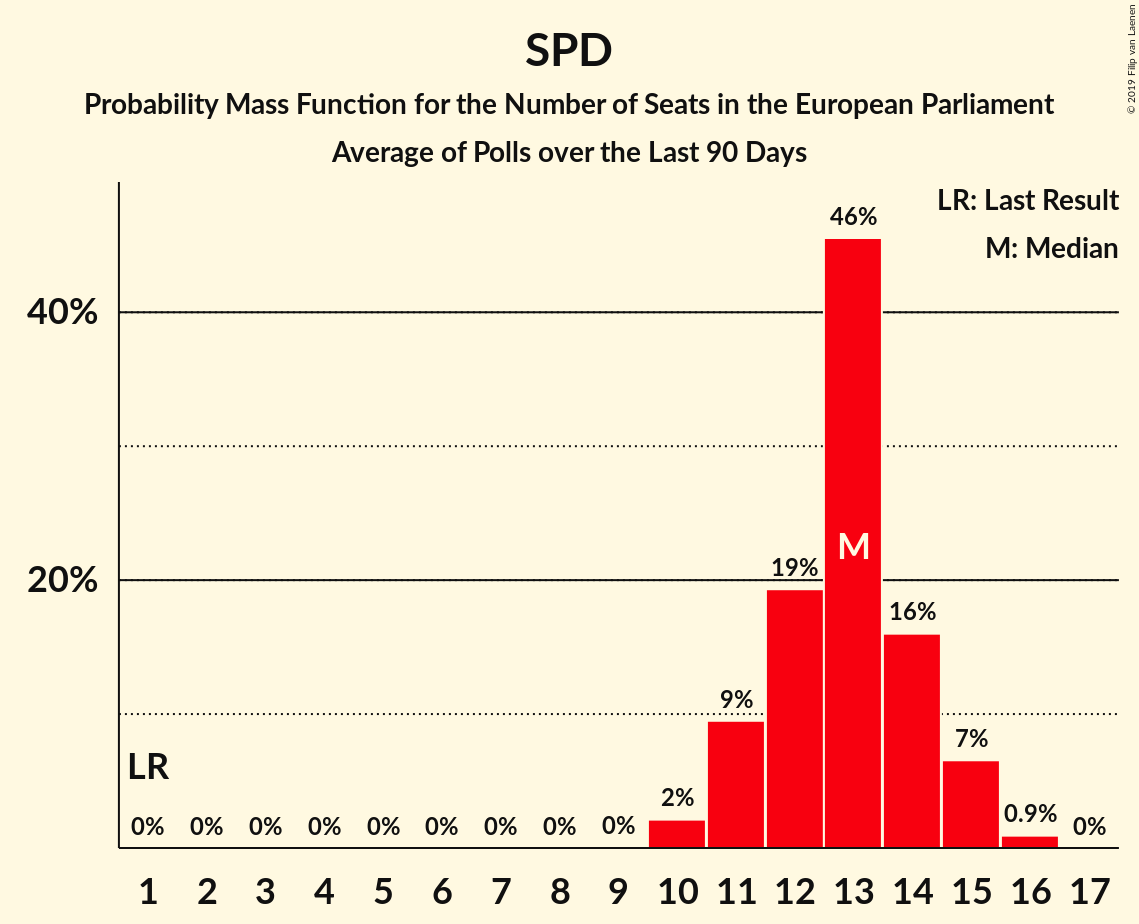 SPD
Probability Mass Function for the Number of Seats in the European Parliament
Average of Polls over the Last 90 Days
© 2019 Filip van Laenen
LR: Last Result
M: Median
46%
40%
M
20%
19%
16%
9%
7%
LR
2%
0.9%
0% 0% 0% 0% 0% 0% 0% 0% 0% 0%
1 2 3 4 5 6 7 8 9 10 11 12 13 14 15 16 17